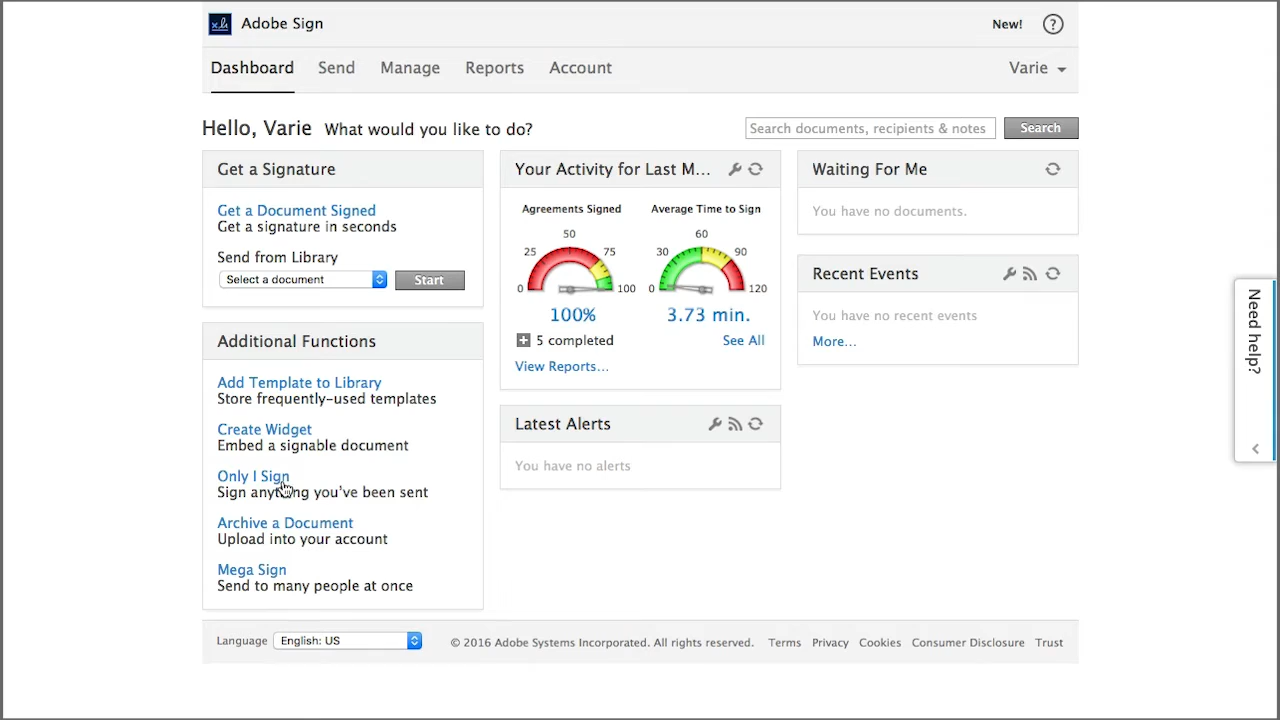 Adobe Sign
New!
?
Dashboard Send Manage Reports Account
Varie
Hello, Varie What would you like to do?
Search documents, recipients & notes
Search
Get a Signature
Get a Document Signed
Get a signature in seconds
Send from Library
Select a document
Start
Additional Functions
Add Template to Library
Store frequently-used templates
Create Widget
Embed a signable document
Only I Sign
Sign anything you've been sent
Archive a Document
Upload into your account
Mega Sign
Send to many people at once
Your Activity for Last M...
Agreements Signed
0 25 50 75 100
100%
Average Time to Sign
0 30 60 90 120
3.73 min.
5 completed
See All
View Reports...
Latest Alerts
You have no alerts
Waiting For Me
You have no documents.
Recent Events
You have no recent events
More...
Need help?
Language English: US
© 2016 Adobe Systems Incorporated. All rights reserved. Terms Privacy Cookies Consumer Disclosure Trust